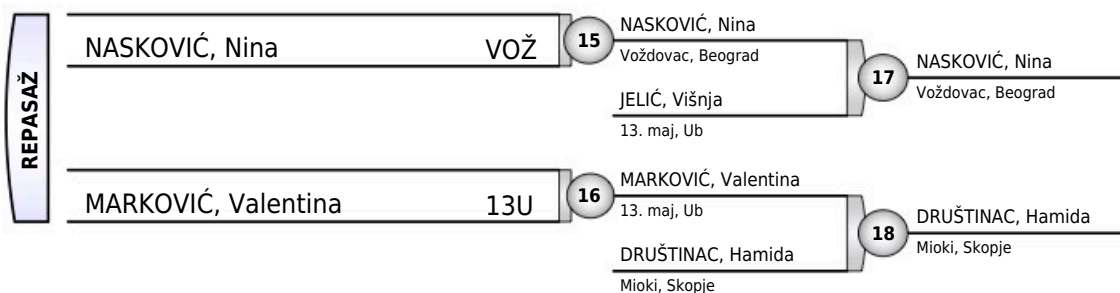 REPASAŽ
NASKOVIĆ, Nina VOŽ
15
NASKOVIĆ, Nina
Voždovac, Beograd
JELIĆ, Višnja
13. maj, Ub
17
NASKOVIĆ, Nina
Voždovac, Beograd
MARKOVIĆ, Valentina 13U
16
MARKOVIĆ, Valentina
13. maj, Ub
DRUŠTINAC, Hamida
Mioki, Skopje
18
DRUŠTINAC, Hamida
Mioki, Skopje